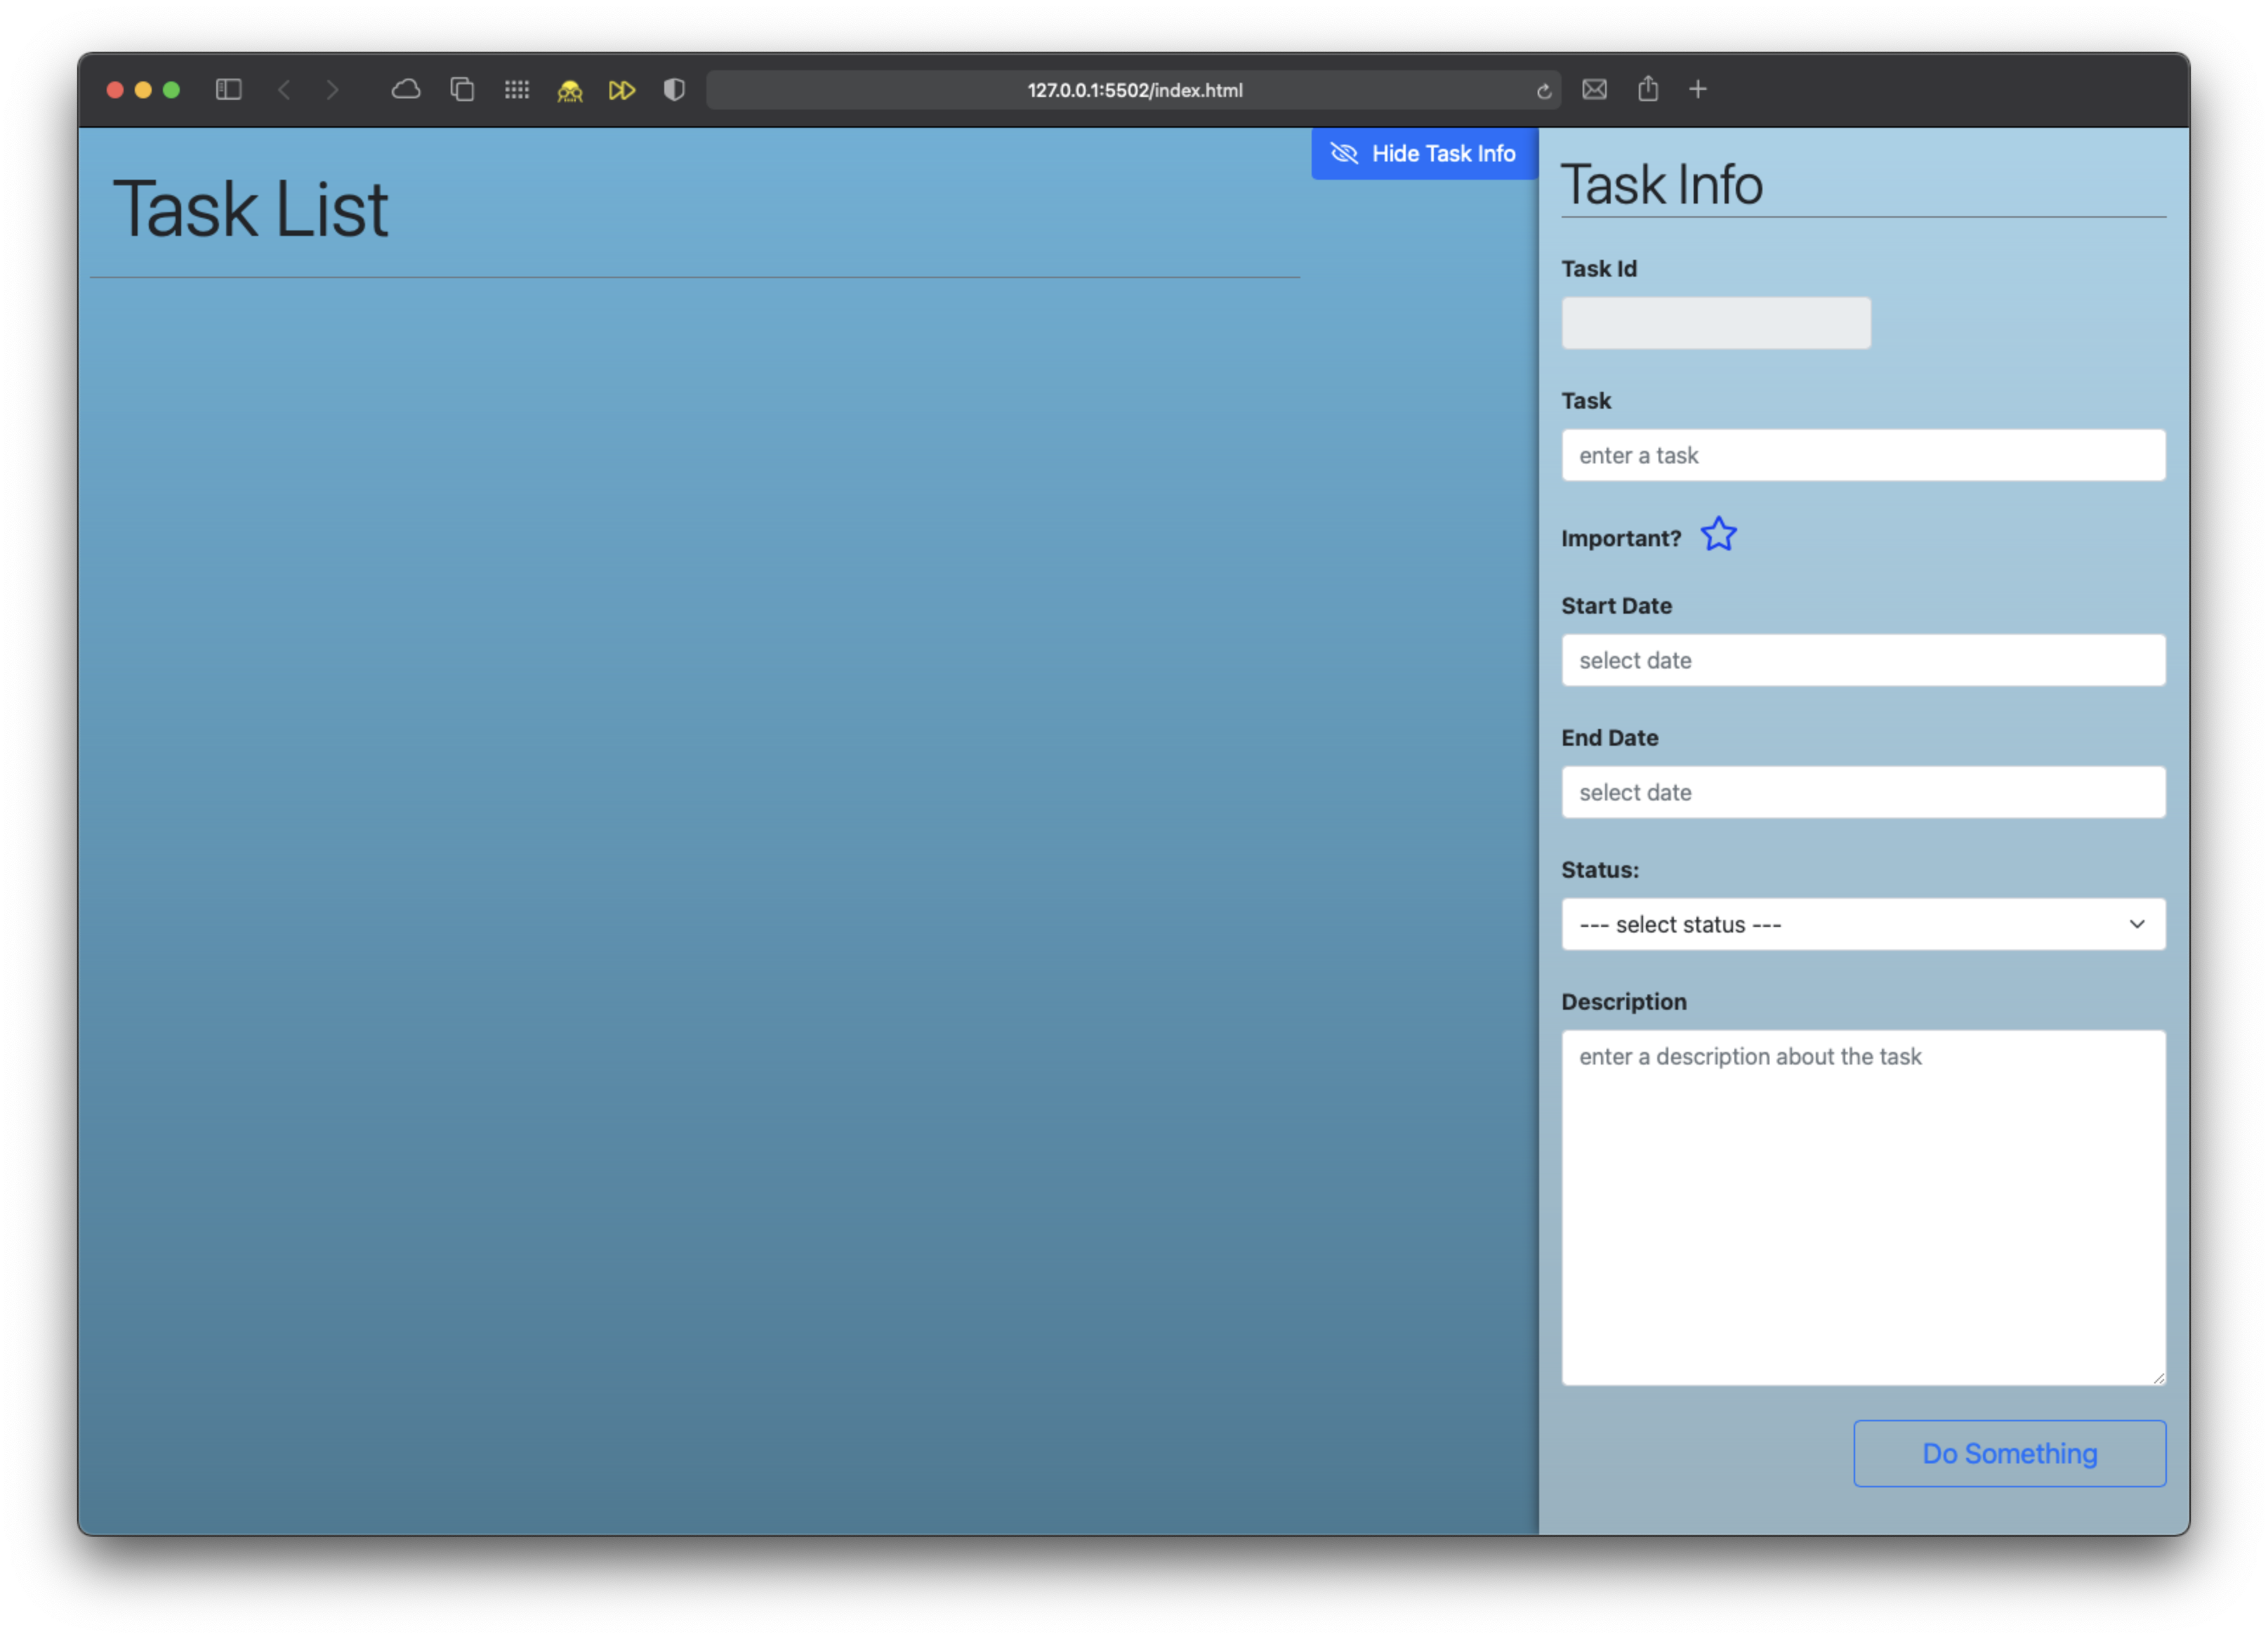 127.0.0.1:5502/index.html
Task List
Hide Task Info
Task Info
Task Id
Task
enter a task
Important?
Start Date
select date
End Date
select date
Status:
--- select status ---
Description
enter a description about the task
Do Something